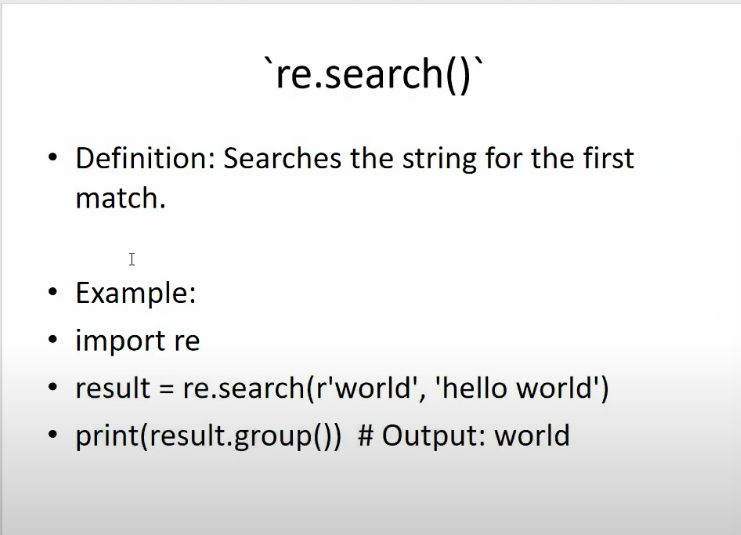 `re.search()`
• Definition: Searches the string for the first
match.
• Example:
• import re
• result = re.search(r'world', 'hello world')
• print(result.group())  # Output: world